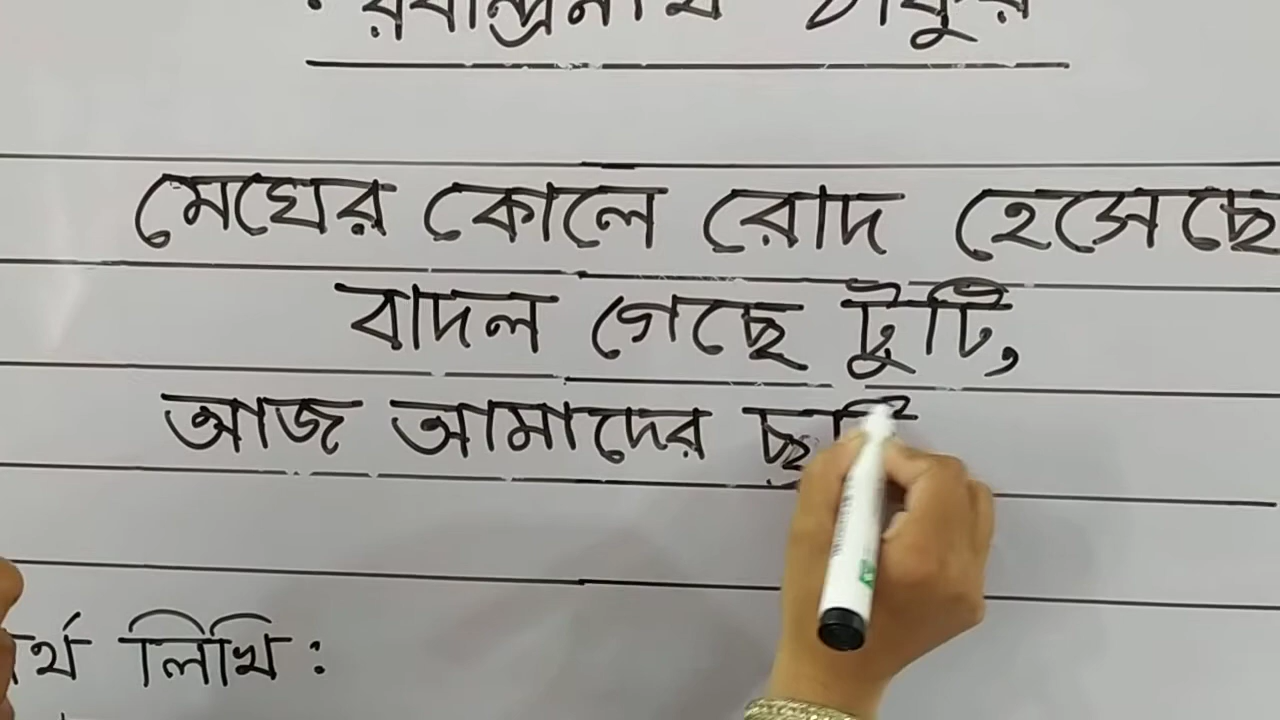 রবীন্দ্রনাথ ঠাকুর
মেঘের কোলে রোদ হেসেছে
বাদল গেছে টুটি,
আজ আমাদের
লিখি :